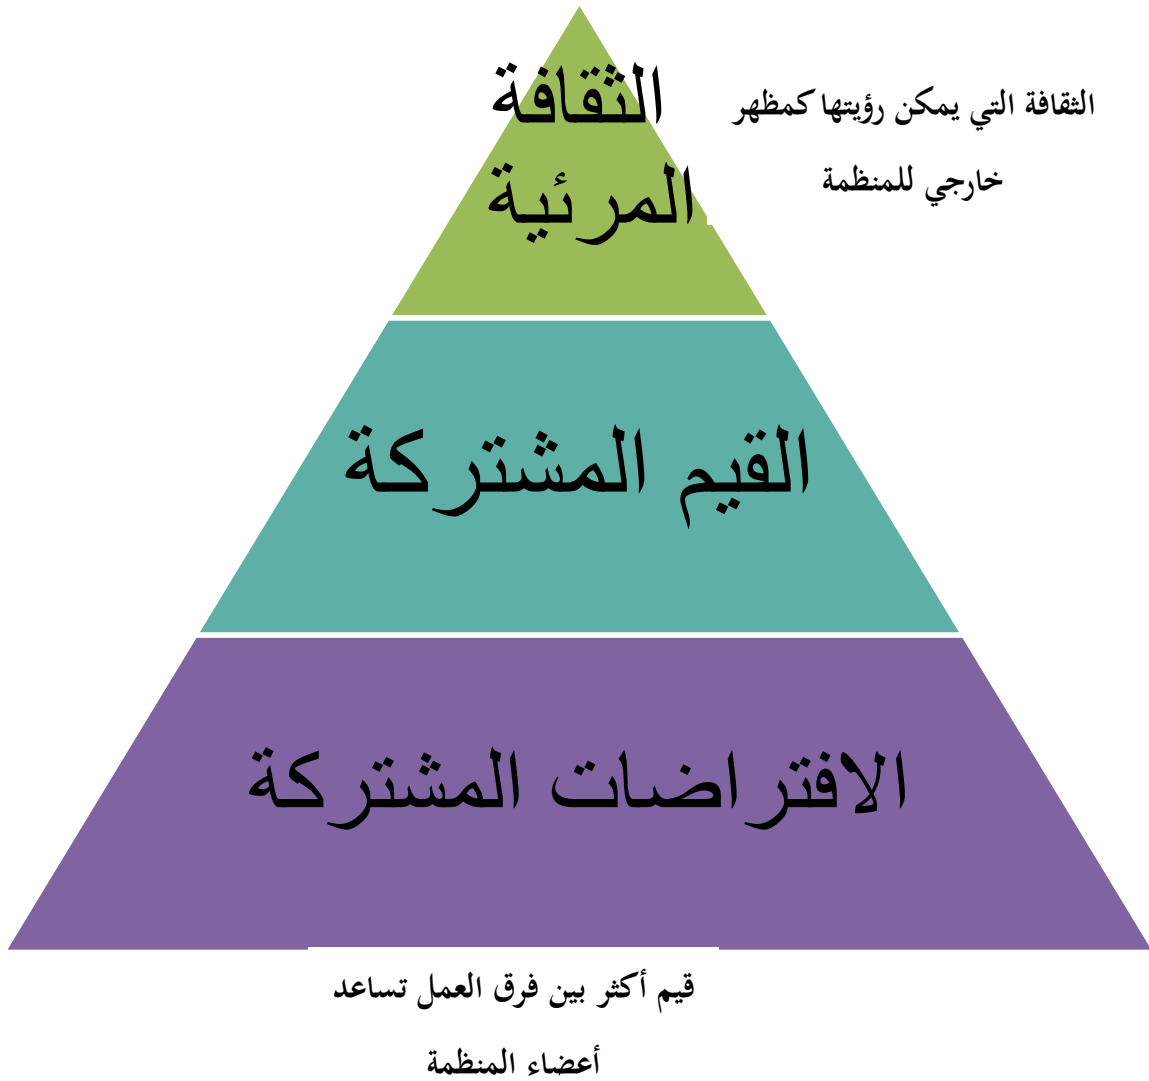 الثقافة
المرئية
الثقافة التي يمكن رؤيتها كمظهر
خارجي للمنظمة
القيم المشتركة
الافتراضات المشتركة
قيم أكثر بين فرق العمل تساعد
أعضاء المنظمة